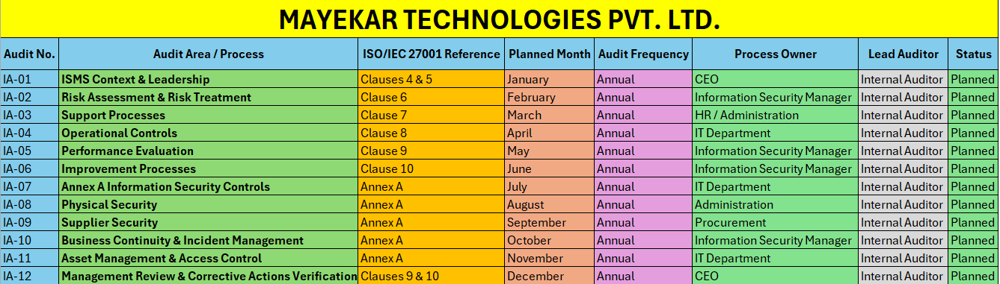 MAYEKAR TECHNOLOGIES PVT. LTD.
Audit No. Audit Area / Process ISO/IEC 27001 Reference Planned Month Audit Frequency Process Owner Lead Auditor Status
IA-01 ISMS Context & Leadership Clauses 4 & 5 January Annual CEO Internal Auditor Planned
IA-02 Risk Assessment & Risk Treatment Clause 6 February Annual Information Security Manager Internal Auditor Planned
IA-03 Support Processes Clause 7 March Annual HR / Administration Internal Auditor Planned
IA-04 Operational Controls Clause 8 April Annual IT Department Internal Auditor Planned
IA-05 Performance Evaluation Clause 9 May Annual Information Security Manager Internal Auditor Planned
IA-06 Improvement Processes Clause 10 June Annual Information Security Manager Internal Auditor Planned
IA-07 Annex A Information Security Controls Annex A July Annual IT Department Internal Auditor Planned
IA-08 Physical Security Annex A August Annual Administration Internal Auditor Planned
IA-09 Supplier Security Annex A September Annual Procurement Internal Auditor Planned
IA-10 Business Continuity & Incident Management Annex A October Annual Information Security Manager Internal Auditor Planned
IA-11 Asset Management & Access Control Annex A November Annual IT Department Internal Auditor Planned
IA-12 Management Review & Corrective Actions Verification Clauses 9 & 10 December Annual CEO Internal Auditor Planned